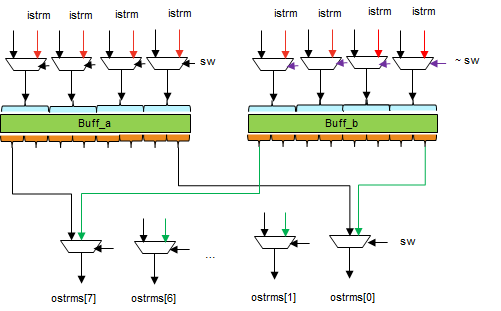 istrm istrm istrm istrm istrm istrm istrm istrm
sw ~ sw
Buff_a Buff_b
sw
...
ostrms[7] ostrms[6] ostrms[1] ostrms[0]